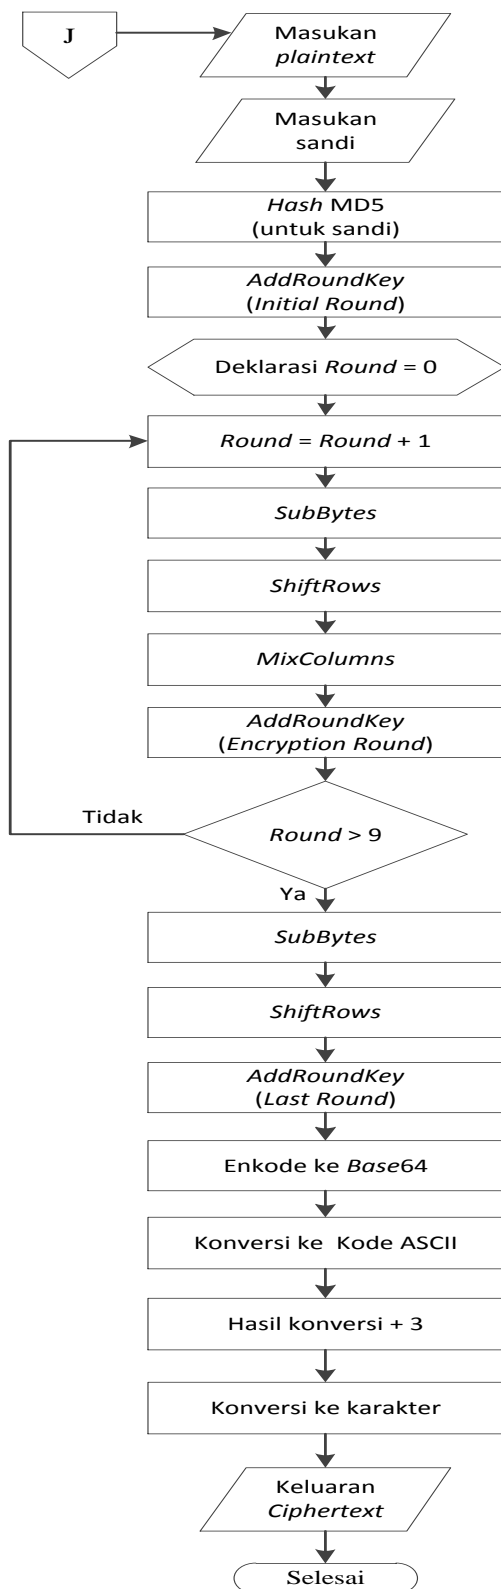 J
Masukan
plaintext
Masukan
sandi
Hash MD5
(untuk sandi)
AddRoundKey
(Initial Round)
Deklarasi Round = 0
Round = Round + 1
SubBytes
ShiftRows
MixColumns
AddRoundKey
(Encryption Round)
Tidak
Round > 9
Ya
SubBytes
ShiftRows
AddRoundKey
(Last Round)
Enkode ke Base64
Konversi ke  Kode ASCII
Hasil konversi + 3
Konversi ke karakter
Keluaran
Ciphertext
Selesai